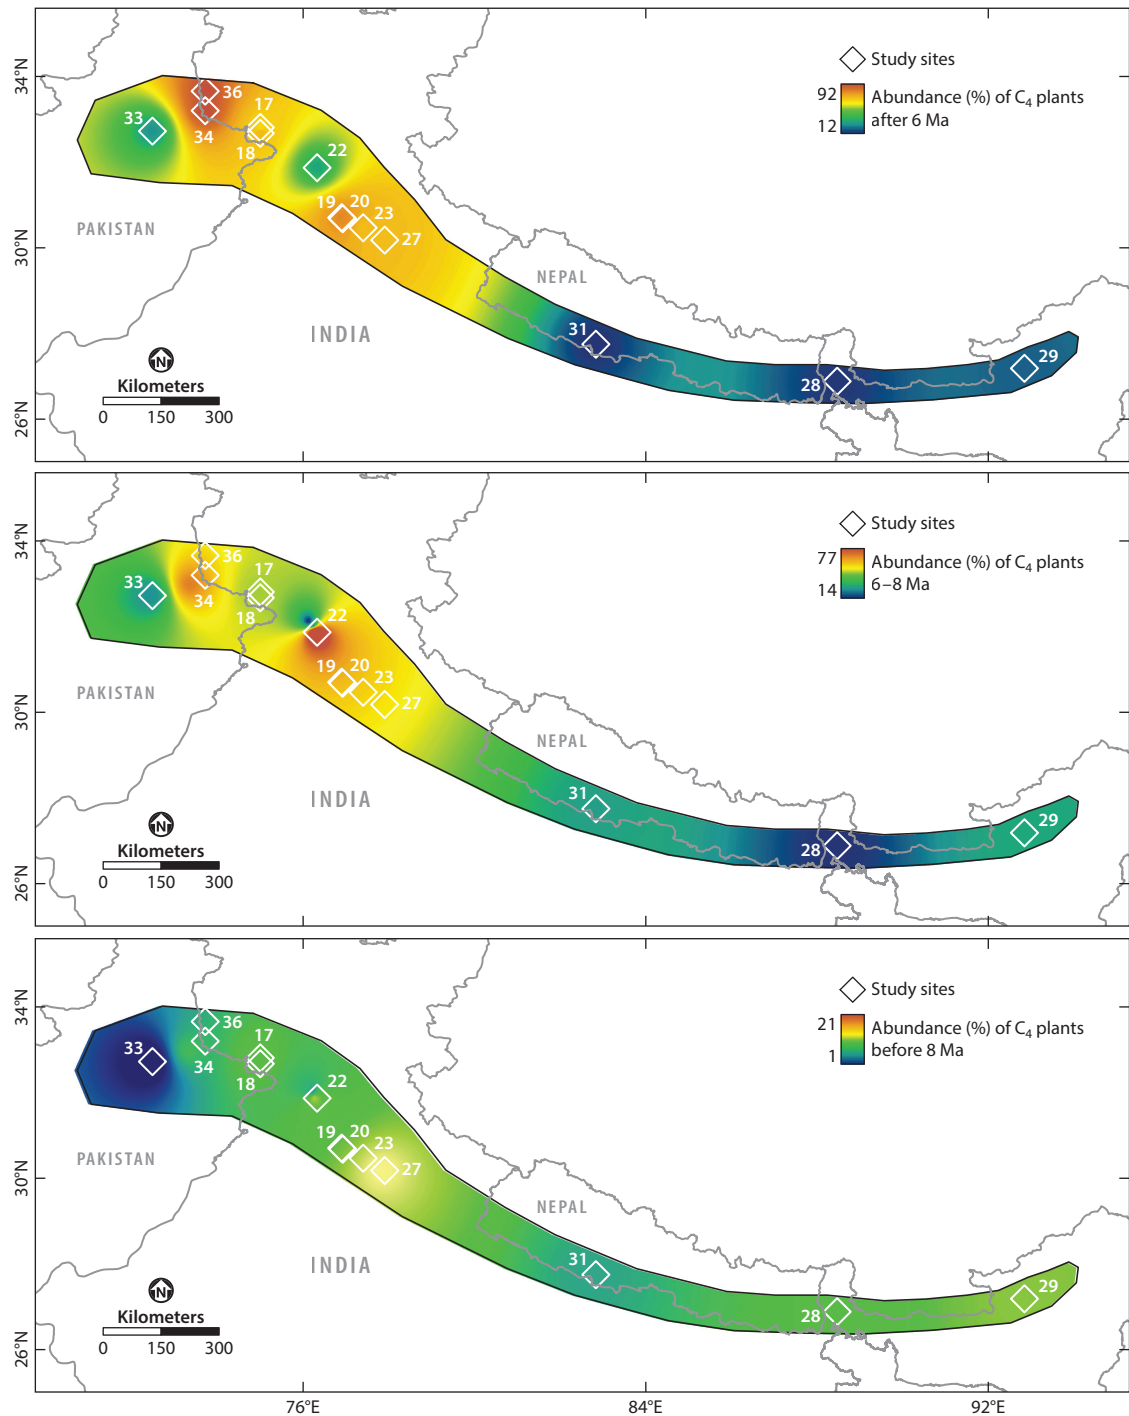 34°N
30°N
26°N
Study sites
92
12
Abundance (%) of C4 plants
after 6 Ma
36
17
33
34
18
22
19
20
23
27
31
28
29
PAKISTAN
NEPAL
INDIA
N
Kilometers
0 150 300
34°N
30°N
26°N
Study sites
77
14
Abundance (%) of C4 plants
6–8 Ma
36
17
33
34
18
22
19
20
23
27
31
28
29
PAKISTAN
NEPAL
INDIA
N
Kilometers
0 150 300
34°N
30°N
26°N
Study sites
21
1
Abundance (%) of C4 plants
before 8 Ma
36
17
33
34
18
22
19
20
23
27
31
28
29
PAKISTAN
NEPAL
INDIA
N
Kilometers
0 150 300
76°E 84°E 92°E